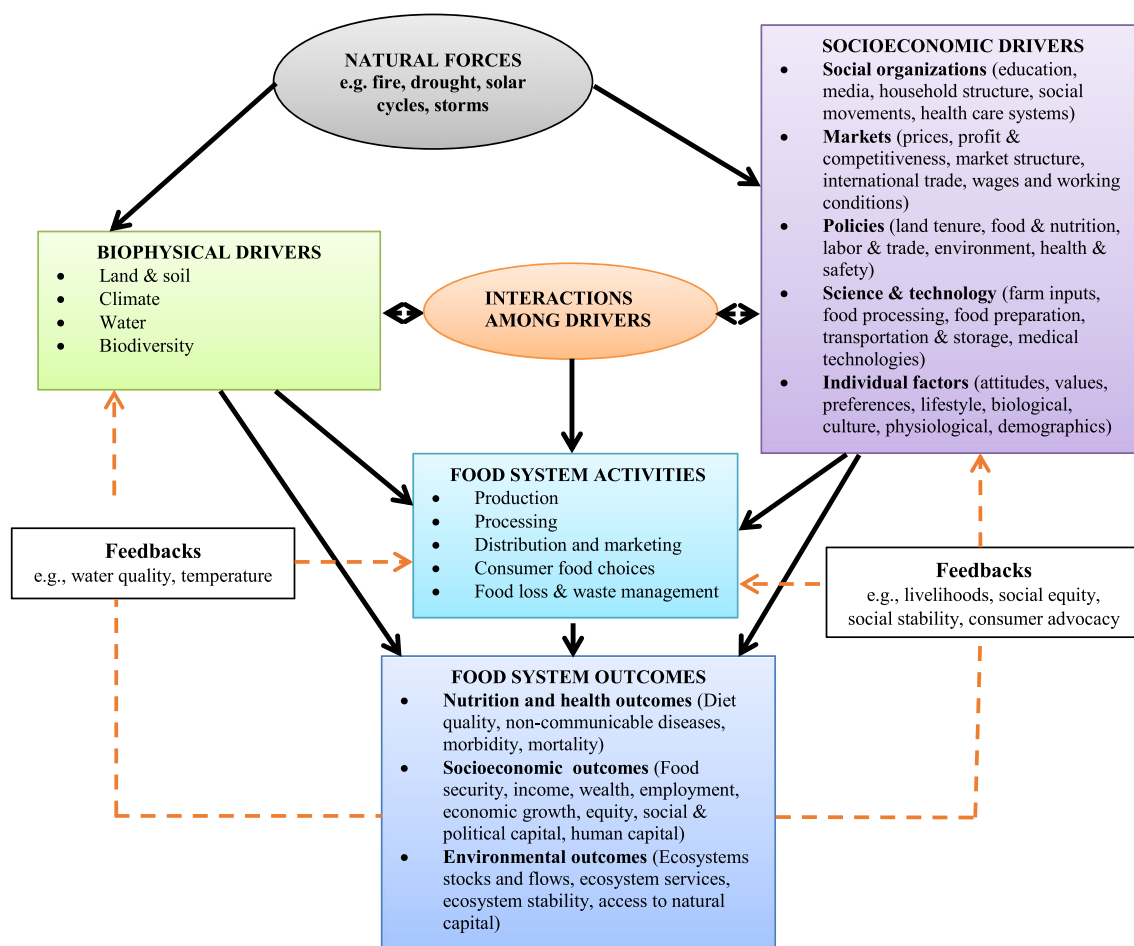 NATURAL FORCES
e.g. fire, drought, solar
cycles, storms
SOCIOECONOMIC DRIVERS
• Social organizations (education,
media, household structure, social
movements, health care systems)
• Markets (prices, profit &
competitiveness, market structure,
international trade, wages and working
conditions)
• Policies (land tenure, food & nutrition,
labor & trade, environment, health &
safety)
• Science & technology (farm inputs,
food processing, food preparation,
transportation & storage, medical
technologies)
• Individual factors (attitudes, values,
preferences, lifestyle, biological,
culture, physiological, demographics)
BIOPHYSICAL DRIVERS
• Land & soil
• Climate
• Water
• Biodiversity
INTERACTIONS
AMONG DRIVERS
FOOD SYSTEM ACTIVITIES
• Production
• Processing
• Distribution and marketing
• Consumer food choices
• Food loss & waste management
Feedbacks
e.g., water quality, temperature
Feedbacks
e.g., livelihoods, social equity,
social stability, consumer advocacy
FOOD SYSTEM OUTCOMES
• Nutrition and health outcomes (Diet
quality, non-communicable diseases,
morbidity, mortality)
• Socioeconomic outcomes (Food
security, income, wealth, employment,
economic growth, equity, social &
political capital, human capital)
• Environmental outcomes (Ecosystems
stocks and flows, ecosystem services,
ecosystem stability, access to natural
capital)